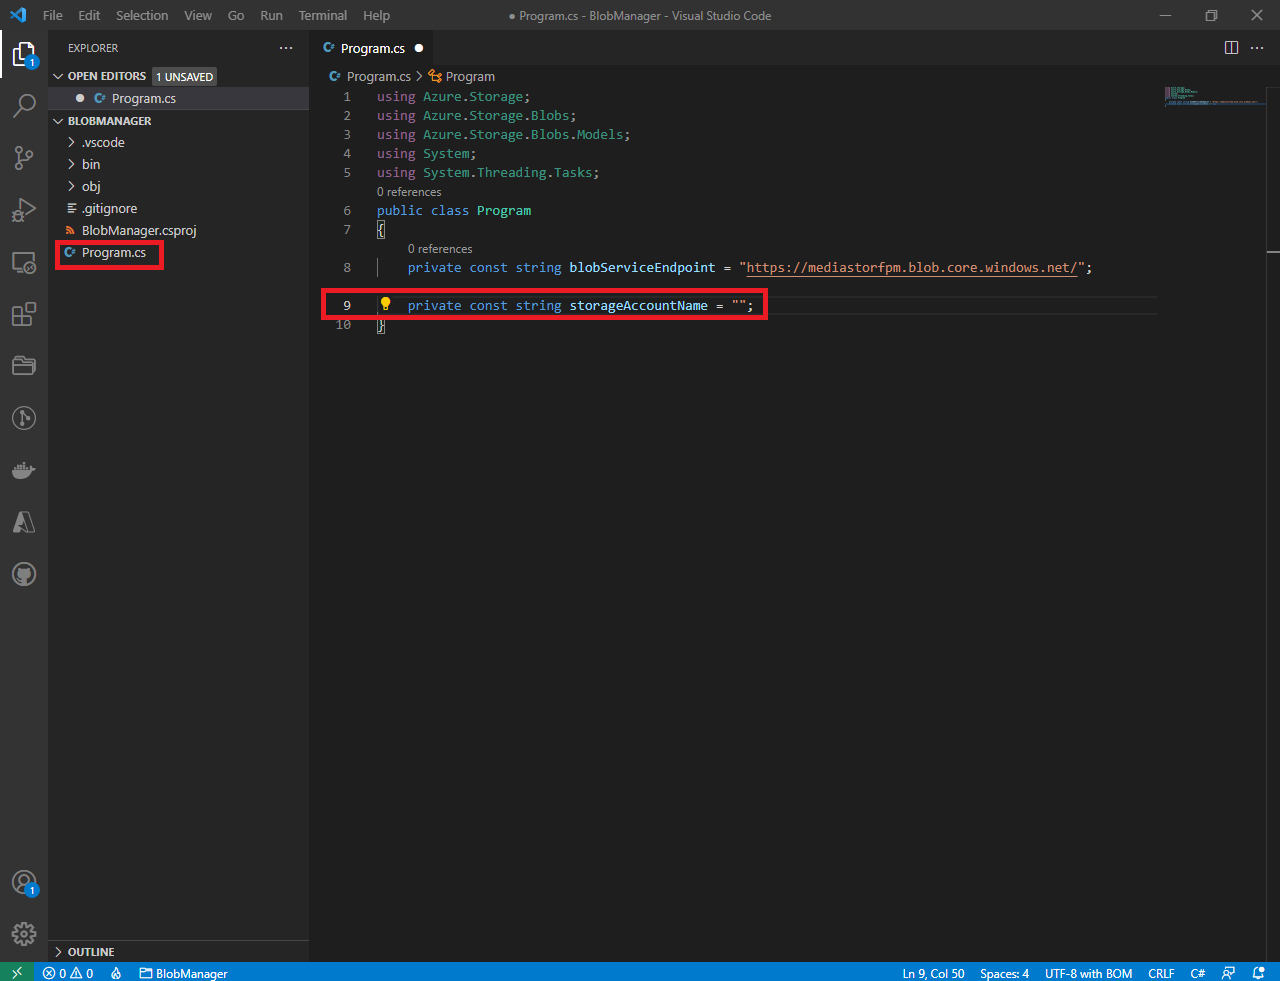 File Edit Selection View Go Run Terminal Help
● Program.cs - BlobManager - Visual Studio Code
EXPLORER
OPEN EDITORS 1 UNSAVED
Program.cs
BLOBMANAGER
.vscode
bin
obj
.gitignore
BlobManager.csproj
Program.cs
OUTLINE
Program.cs
Program.cs > Program
1 using Azure.Storage;
2 using Azure.Storage.Blobs;
3 using Azure.Storage.Blobs.Models;
4 using System;
5 using System.Threading.Tasks;
0 references
6 public class Program
7 {
0 references
8 private const string blobServiceEndpoint = "https://mediastorfpm.blob.core.windows.net/";
9 private const string storageAccountName = "";
10 }
1
1
0 0 BlobManager Ln 9, Col 50 Spaces: 4 UTF-8 with BOM CRLF C#